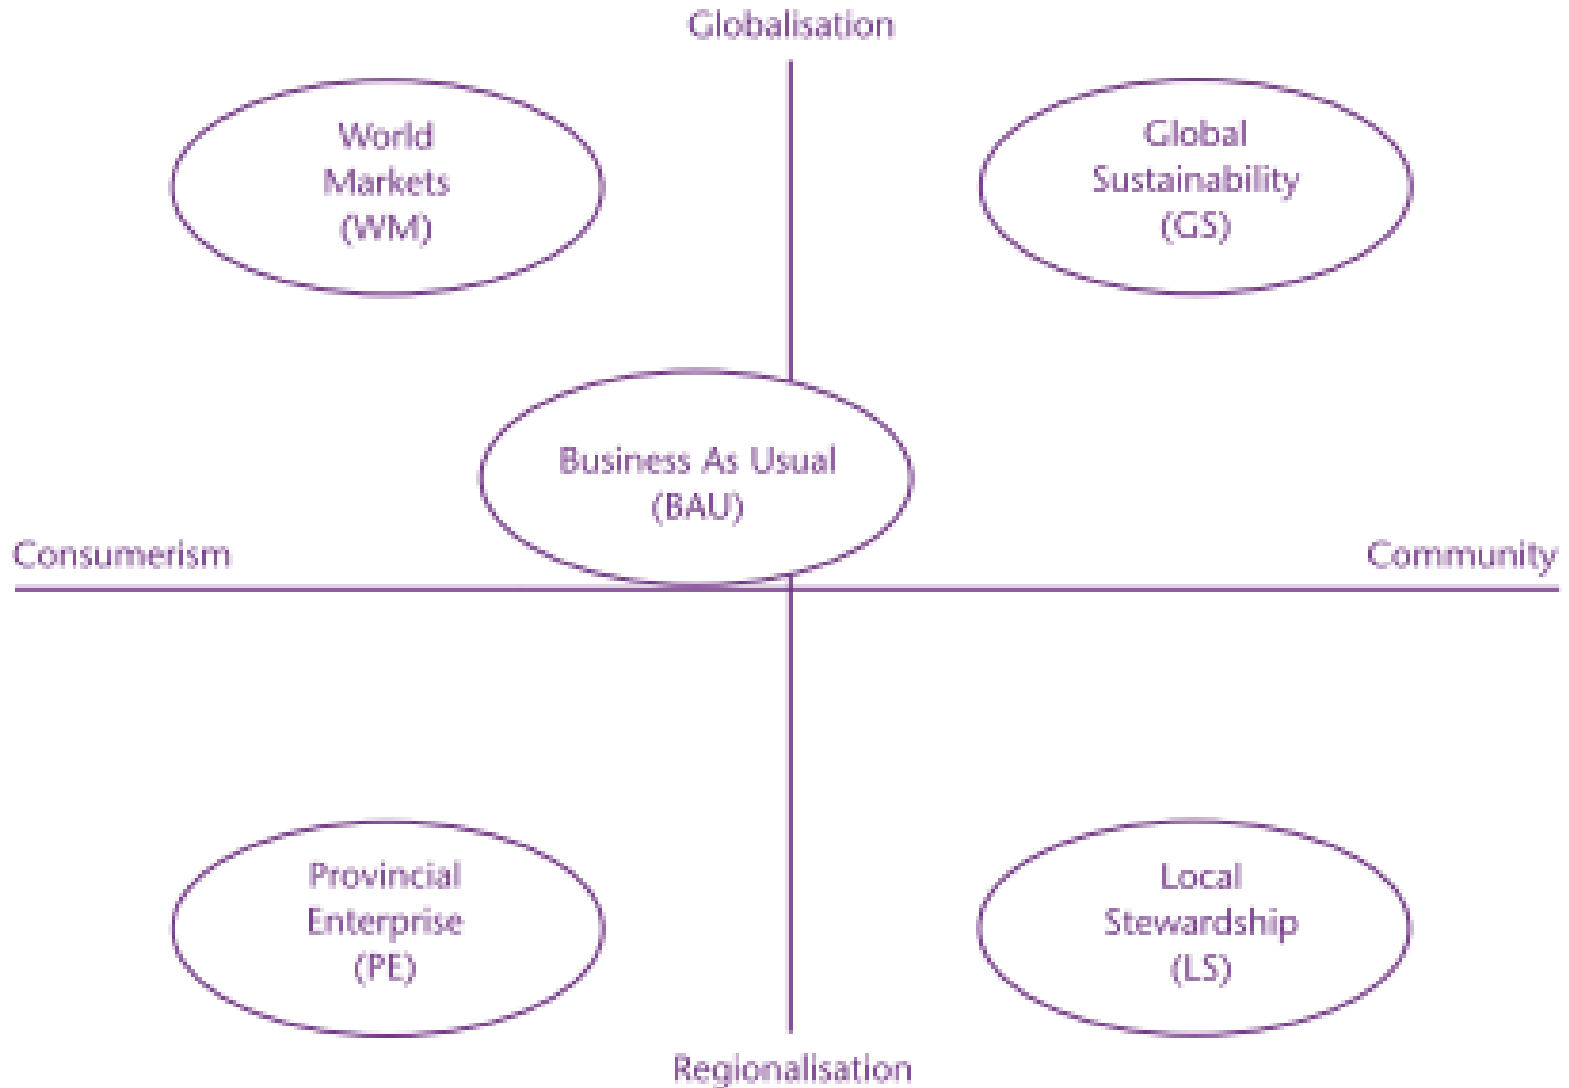 Globalisation
World
Markets
(WM)
Global
Sustainability
(GS)
Business As Usual
(BAU)
Consumerism
Community
Provincial
Enterprise
(PE)
Local
Stewardship
(LS)
Regionalisation